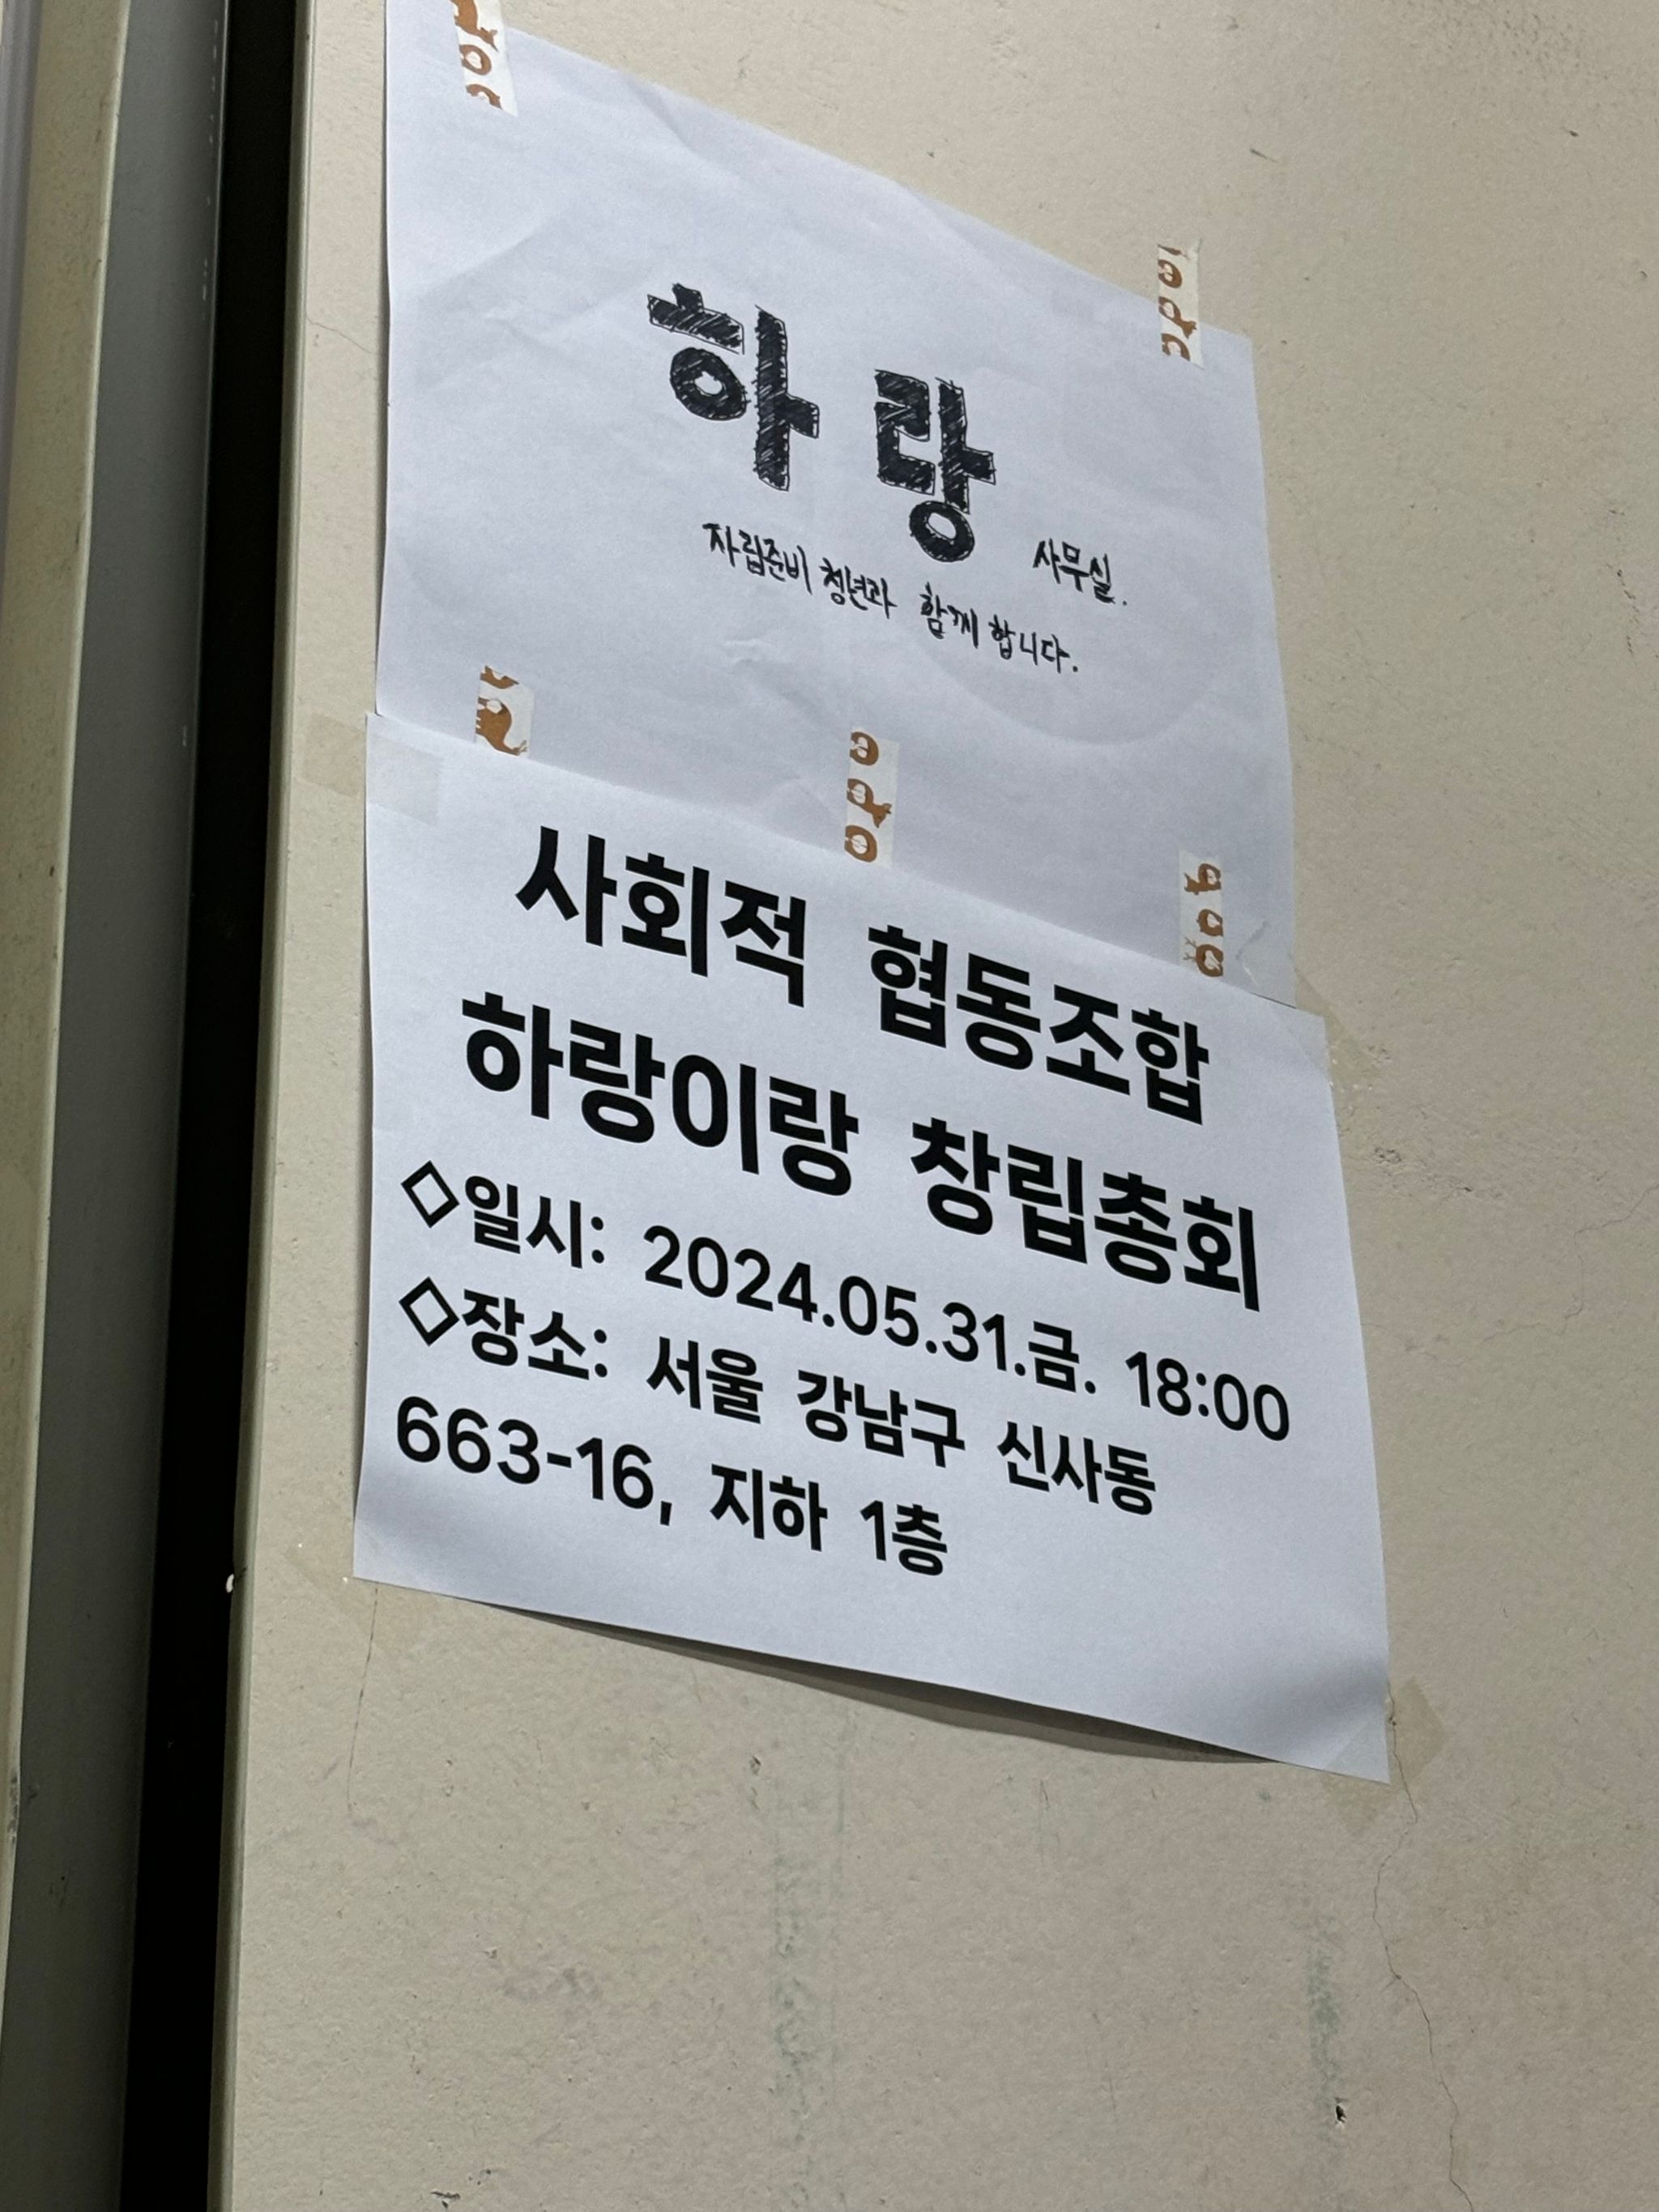 하랑 사무실.
자립준비 청년과 함께 합니다.
사회적 협동조합
하랑이랑 창립총회
◇일시: 2024.05.31.금. 18:00
◇장소: 서울 강남구 신사동
663-16, 지하 1층